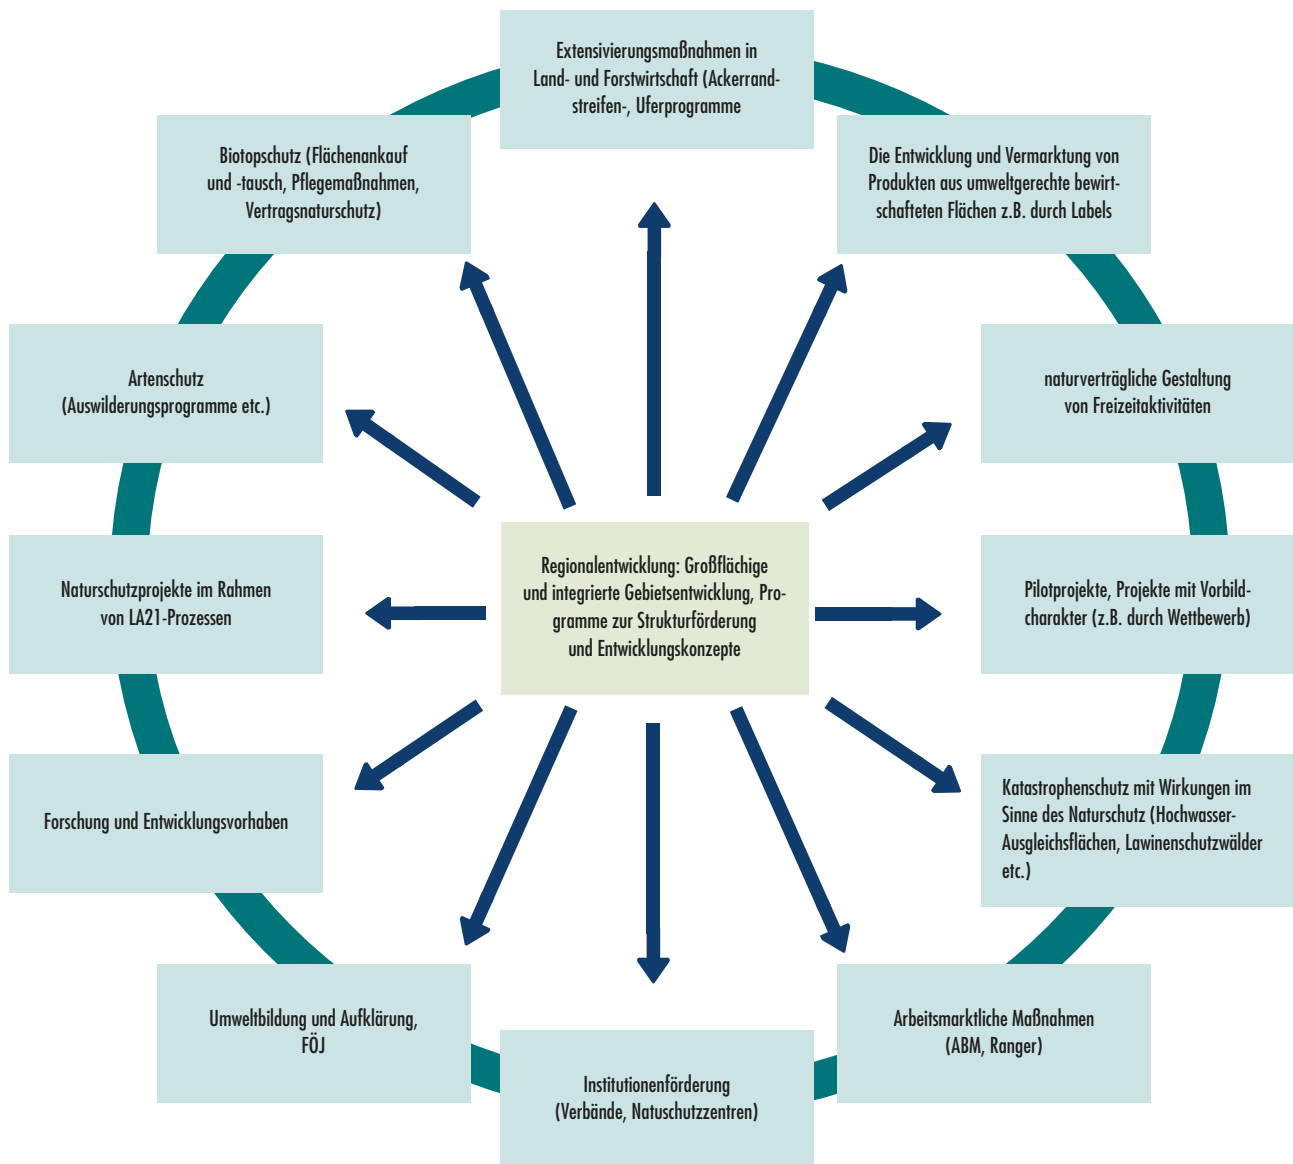 Extensivierungsmaßnahmen in
Land- und Forstwirtschaft (Ackerrand-
streifen-, Uferprogramme
Biotopschutz (Flächenankauf
und -tausch, Pflegemaßnahmen,
Vertragsnaturschutz)
Die Entwicklung und Vermarktung von
Produkten aus umweltgerechte bewirt-
schafteten Flächen z.B. durch Labels
Artenschutz
(Auswilderungsprogramme etc.)
naturverträgliche Gestaltung
von Freizeitaktivitäten
Naturschutzprojekte im Rahmen
von LA21-Prozessen
Regionalentwicklung: Großflächige
und integrierte Gebietsentwicklung, Pro-
gramme zur Strukturförderung
und Entwicklungskonzepte
Pilotprojekte, Projekte mit Vorbild-
charakter (z.B. durch Wettbewerb)
Forschung und Entwicklungsvorhaben
Katastrophenschutz mit Wirkungen im
Sinne des Naturschutz (Hochwasser-
Ausgleichsflächen, Lawinenschutzwälder
etc.)
Umweltbildung und Aufklärung,
FÖJ
Arbeitsmarktliche Maßnahmen
(ABM, Ranger)
Institutionenförderung
(Verbände, Natuschutzzentren)